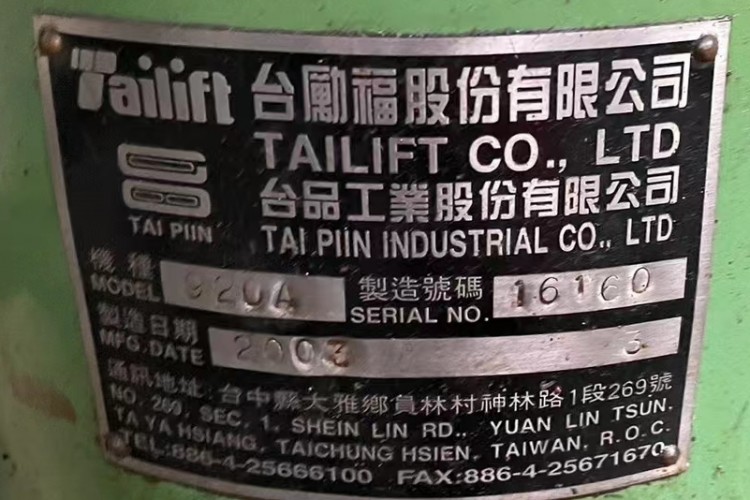 Tailift 台勵福股份有限公司
TAILIFT CO., LTD
台品工業股份有限公司
TAI PIIN
TAI PIIN INDUSTRIAL CO., LTD
機種 920A 製造號碼 16160
MODEL SERIAL NO.
製造日期 2003 3
MFG. DATE
通訊地址:台中縣大雅鄉員林村神林路1段269號
NO. 269, SEC. 1, SHEIN LIN RD., YUAN LIN TSUN.
TA YA HSIANG, TAICHUNG HSIEN, TAIWAN, R.O.C.
TEL:886-4-25666100 FAX:886-4-25671670